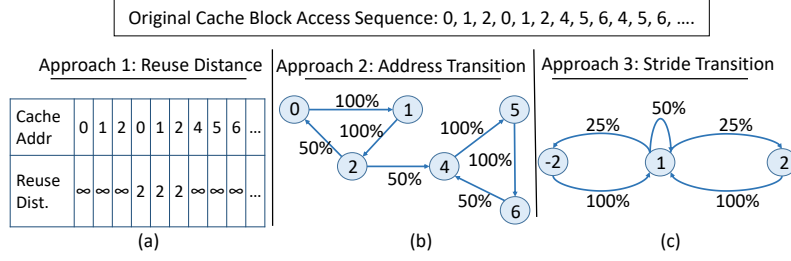 Original Cache Block Access Sequence: 0, 1, 2, 0, 1, 2, 4, 5, 6, 4, 5, 6, ....
Approach 1: Reuse Distance
Cache Addr 0 1 2 0 1 2 4 5 6 ...
Reuse Dist. ∞ ∞ ∞ 2 2 2 ∞ ∞ ∞ ...
(a)
Approach 2: Address Transition
0 100% 1 5
50% 100% 100% 100%
2 50% 4 50% 6
(b)
Approach 3: Stride Transition
50%
25% 25%
-2 1 2
100% 100%
(c)